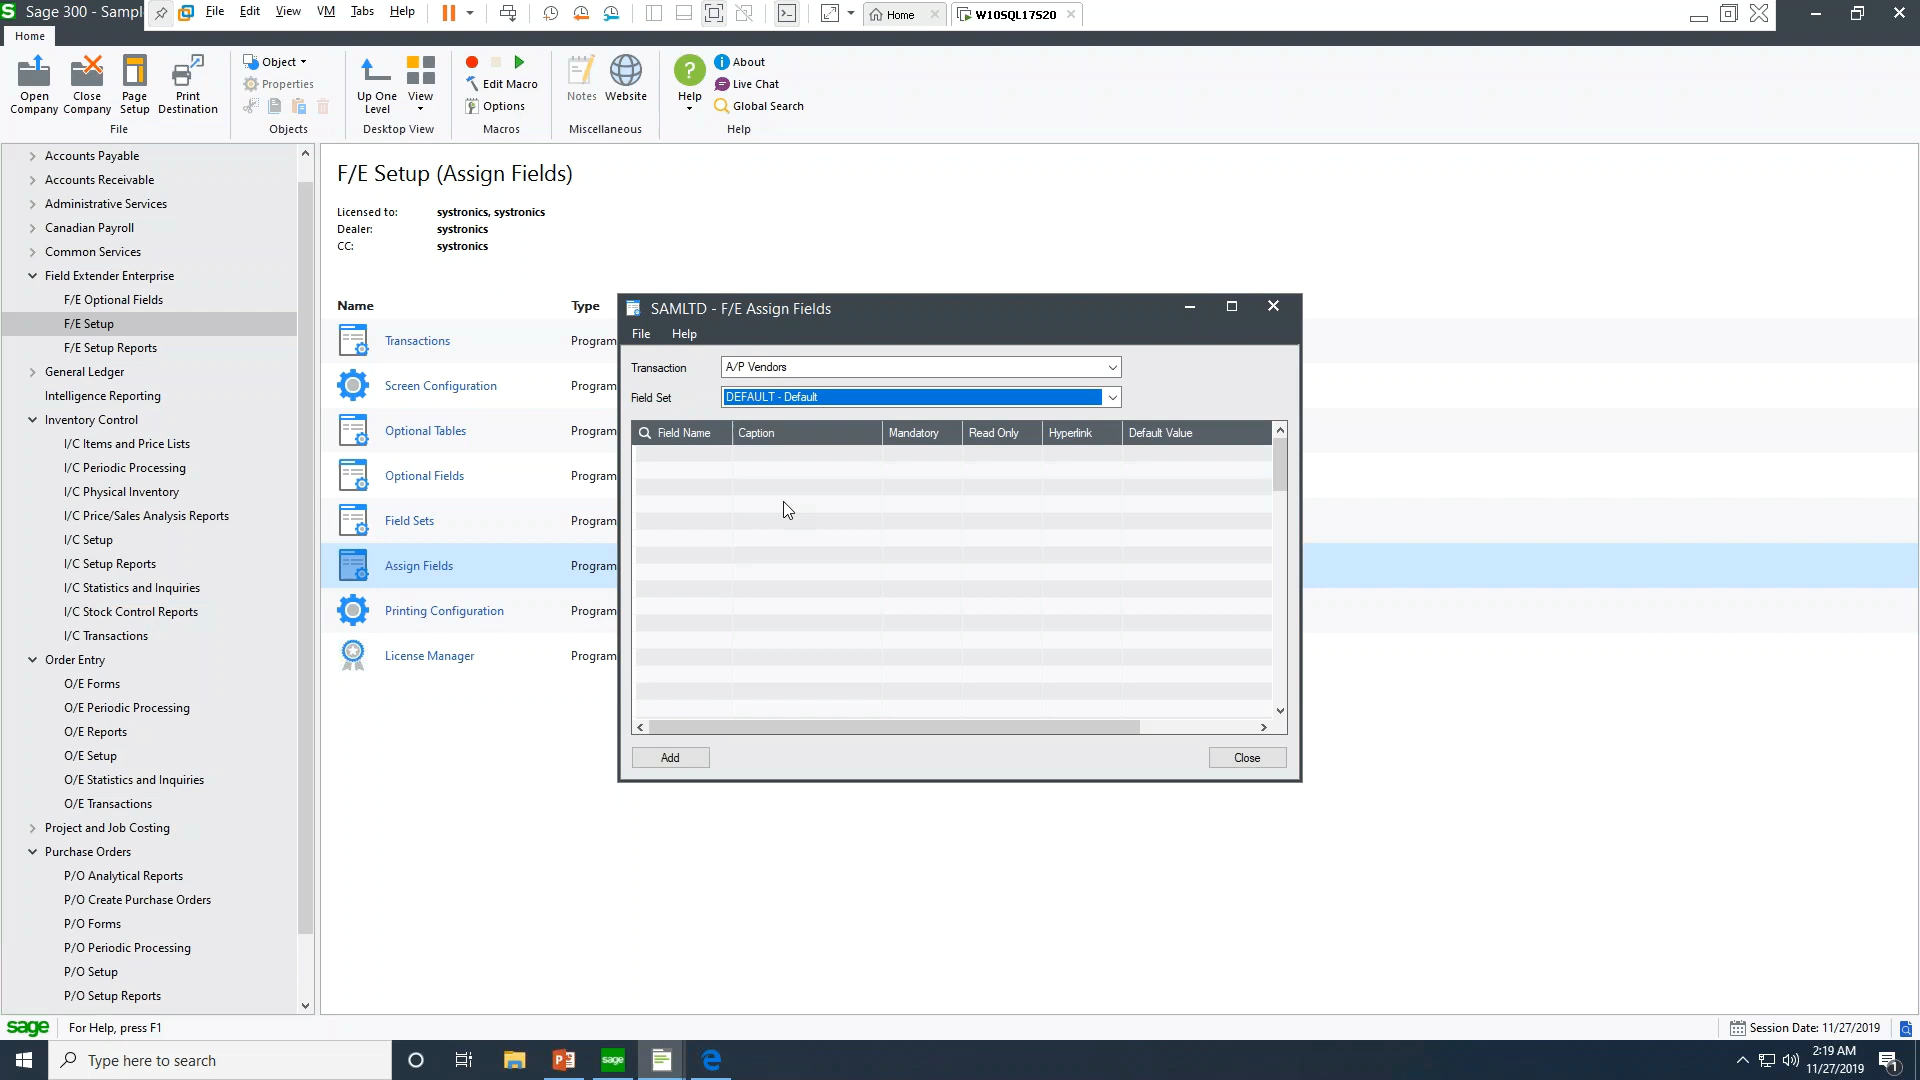 S Sage 300 - Sampl File Edit View VM Tabs Help Home W10SQL17S20
Home
Open Company
Close Company
Page Setup
Print Destination
File
Object
Properties
Objects
Up One Level
View
Desktop View
Edit Macro
Options
Macros
Notes
Website
Miscellaneous
Help
About
Live Chat
Global Search
Help
Accounts Payable
Accounts Receivable
Administrative Services
Canadian Payroll
Common Services
Field Extender Enterprise
F/E Optional Fields
F/E Setup
F/E Setup Reports
General Ledger
Intelligence Reporting
Inventory Control
I/C Items and Price Lists
I/C Periodic Processing
I/C Physical Inventory
I/C Price/Sales Analysis Reports
I/C Setup
I/C Setup Reports
I/C Statistics and Inquiries
I/C Stock Control Reports
I/C Transactions
Order Entry
O/E Forms
O/E Periodic Processing
O/E Reports
O/E Setup
O/E Statistics and Inquiries
O/E Transactions
Project and Job Costing
Purchase Orders
P/O Analytical Reports
P/O Create Purchase Orders
P/O Forms
P/O Periodic Processing
P/O Setup
P/O Setup Reports
F/E Setup (Assign Fields)
Licensed to: systronics, systronics
Dealer: systronics
CC: systronics
Name Type
Transactions Program
Screen Configuration Program
Optional Tables Program
Optional Fields Program
Field Sets Program
Assign Fields Program
Printing Configuration Program
License Manager Program
SAMLTD - F/E Assign Fields
File Help
Transaction A/P Vendors
Field Set DEFAULT - Default
Field Name Caption Mandatory Read Only Hyperlink Default Value
Add Close
sage For Help, press F1 Session Date: 11/27/2019
Type here to search
sage
2:19 AM
11/27/2019
1